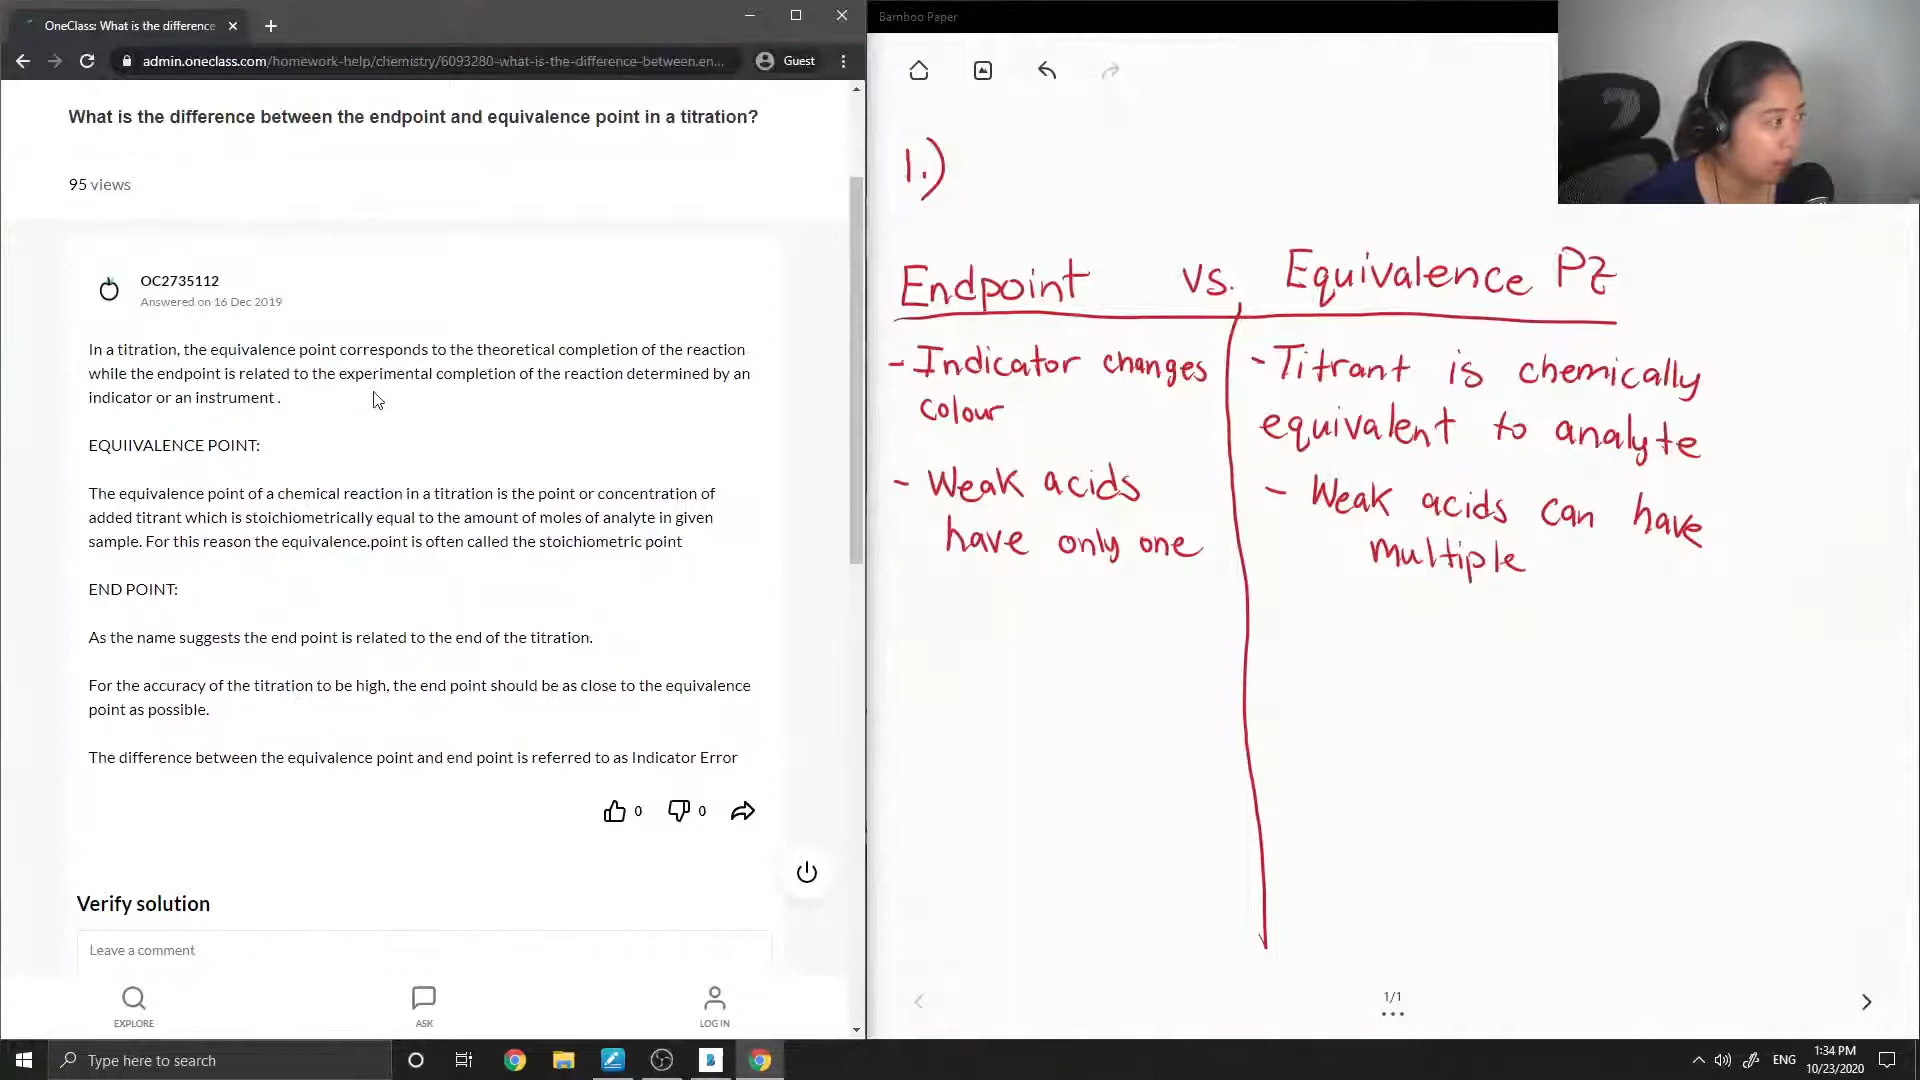 OneClass: What is the difference
admin.oneclass.com/homework-help/chemistry/6093280-what-is-the-difference-between.en...
Guest
What is the difference between the endpoint and equivalence point in a titration?
95 views
OC2735112
Answered on 16 Dec 2019
In a titration, the equivalence point corresponds to the theoretical completion of the reaction
while the endpoint is related to the experimental completion of the reaction determined by an
indicator or an instrument .
EQUIIVALENCE POINT:
The equivalence point of a chemical reaction in a titration is the point or concentration of
added titrant which is stoichiometrically equal to the amount of moles of analyte in given
sample. For this reason the equivalence.point is often called the stoichiometric point
END POINT:
As the name suggests the end point is related to the end of the titration.
For the accuracy of the titration to be high, the end point should be as close to the equivalence
point as possible.
The difference between the equivalence point and end point is referred to as Indicator Error
0
0
Verify solution
Leave a comment
EXPLORE
ASK
LOG IN
Bamboo Paper
1.)
Endpoint vs. Equivalence Pt
- Indicator changes
colour
- Weak acids
have only one
- Titrant is chemically
equivalent to analyte
- Weak acids can have
multiple
1/1
Type here to search
ENG
1:34 PM
10/23/2020